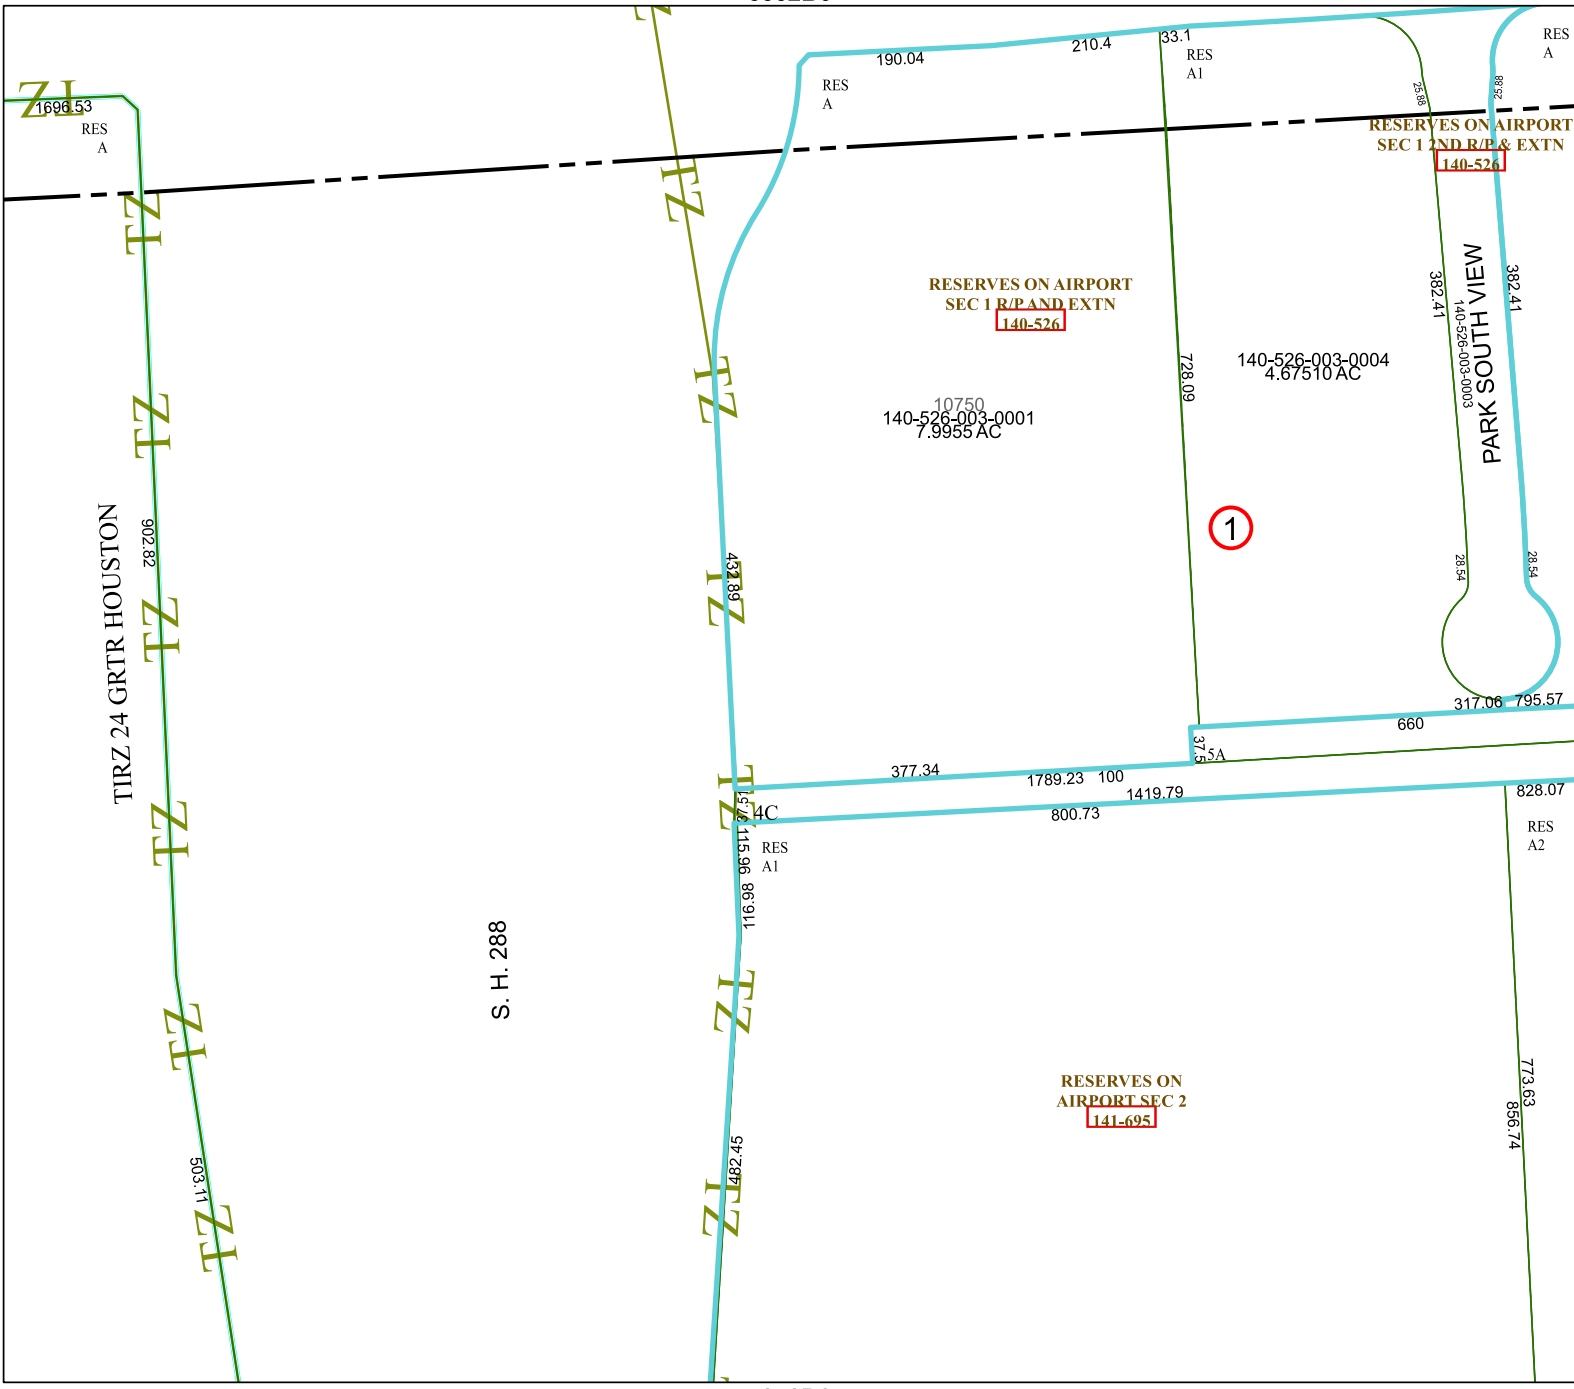 190.04
210.4
33.1
RES
A1
RES
A
RES
A
1696.53
RES
A
25.88
25.88
RESERVES ON AIRPORT
SEC 1 2ND R/P & EXTN
140-526
TZ
TZ
TZ
RESERVES ON AIRPORT
SEC 1 R/P AND EXTN
140-526
382.41
140-526-003-0003
PARK SOUTH VIEW
382.41
728.09
140-526-003-0004
4.67510 AC
10750
140-526-003-0001
7.9955 AC
TZ
TZ
902.82
TIRZ 24 GRTR HOUSTON
432.89
TZ
TZ
1
28.54
28.54
317.06
795.57
660
37.5
5A
377.34
1789.23
100
1419.79
800.73
828.07
TZ
TZ
37.51
4C
115.96
RES
A1
116.98
RES
A2
S. H. 288
TZ
TZ
RESERVES ON
AIRPORT SEC 2
141-695
773.63
856.74
503.11
482.45
TZ
TZ